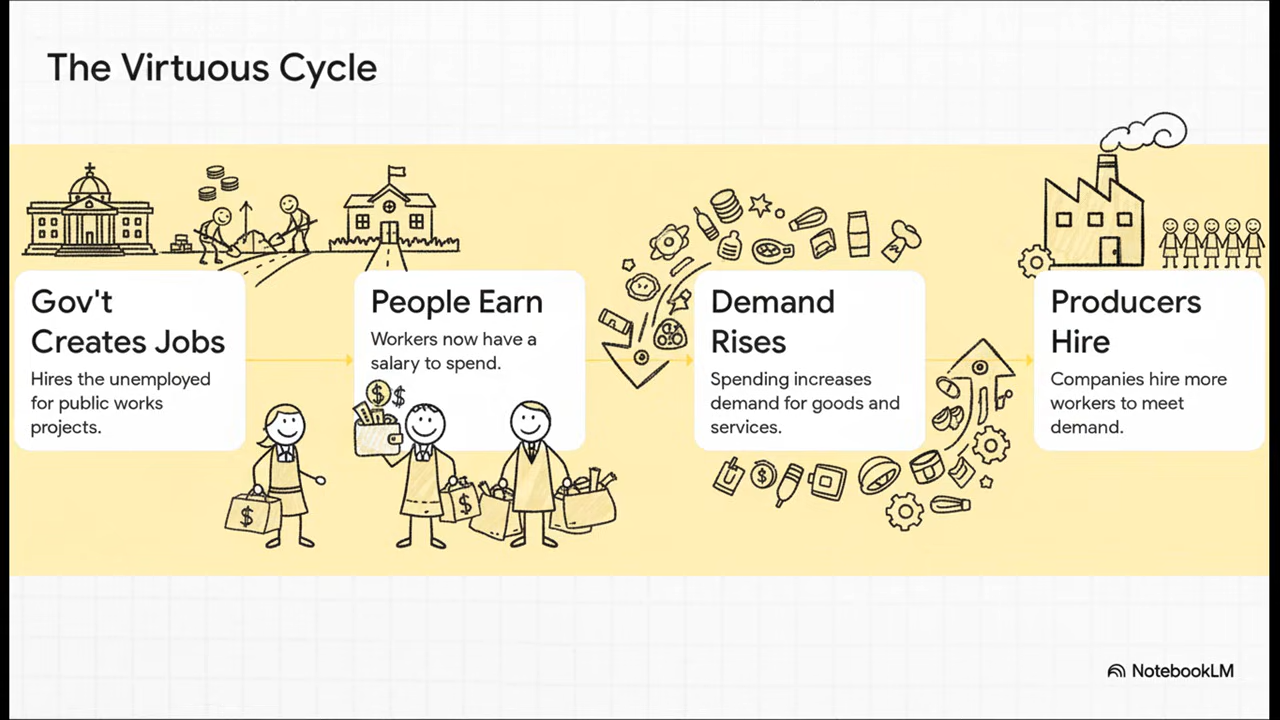 The Virtuous Cycle
Gov't
Creates Jobs
Hires the unemployed
for public works
projects.
People Earn
Workers now have a
salary to spend.
Demand
Rises
Spending increases
demand for goods and
services.
Producers
Hire
Companies hire more
workers to meet
demand.
$
$
$
$
$
NotebookLM